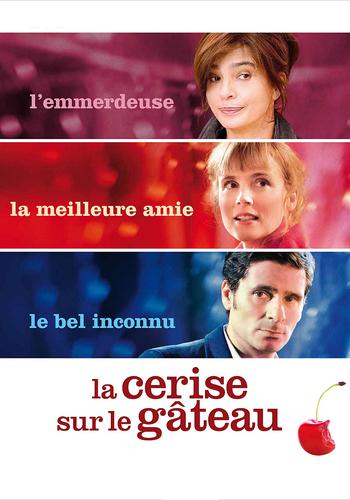 l'emmerdeuse
la meilleure amie
le bel inconnu
la cerise
sur le gâteau